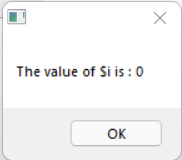 The value of $i is : 0
OK